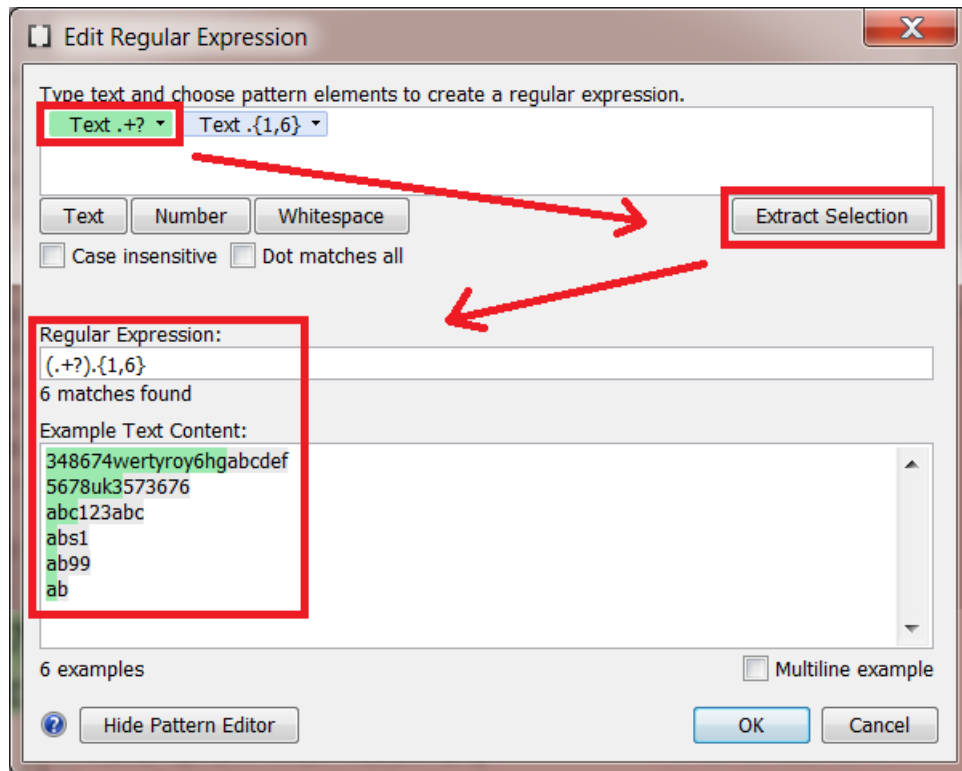 Edit Regular Expression
Type text and choose pattern elements to create a regular expression.
Text .+? Text .{1,6}
Text Number Whitespace Extract Selection
Case insensitive Dot matches all
Regular Expression:
(.+?).{1,6}
6 matches found
Example Text Content:
348674wertyroy6hgabcdef
5678uk3573676
abc123abc
abs1
ab99
ab
6 examples Multiline example
? Hide Pattern Editor OK Cancel